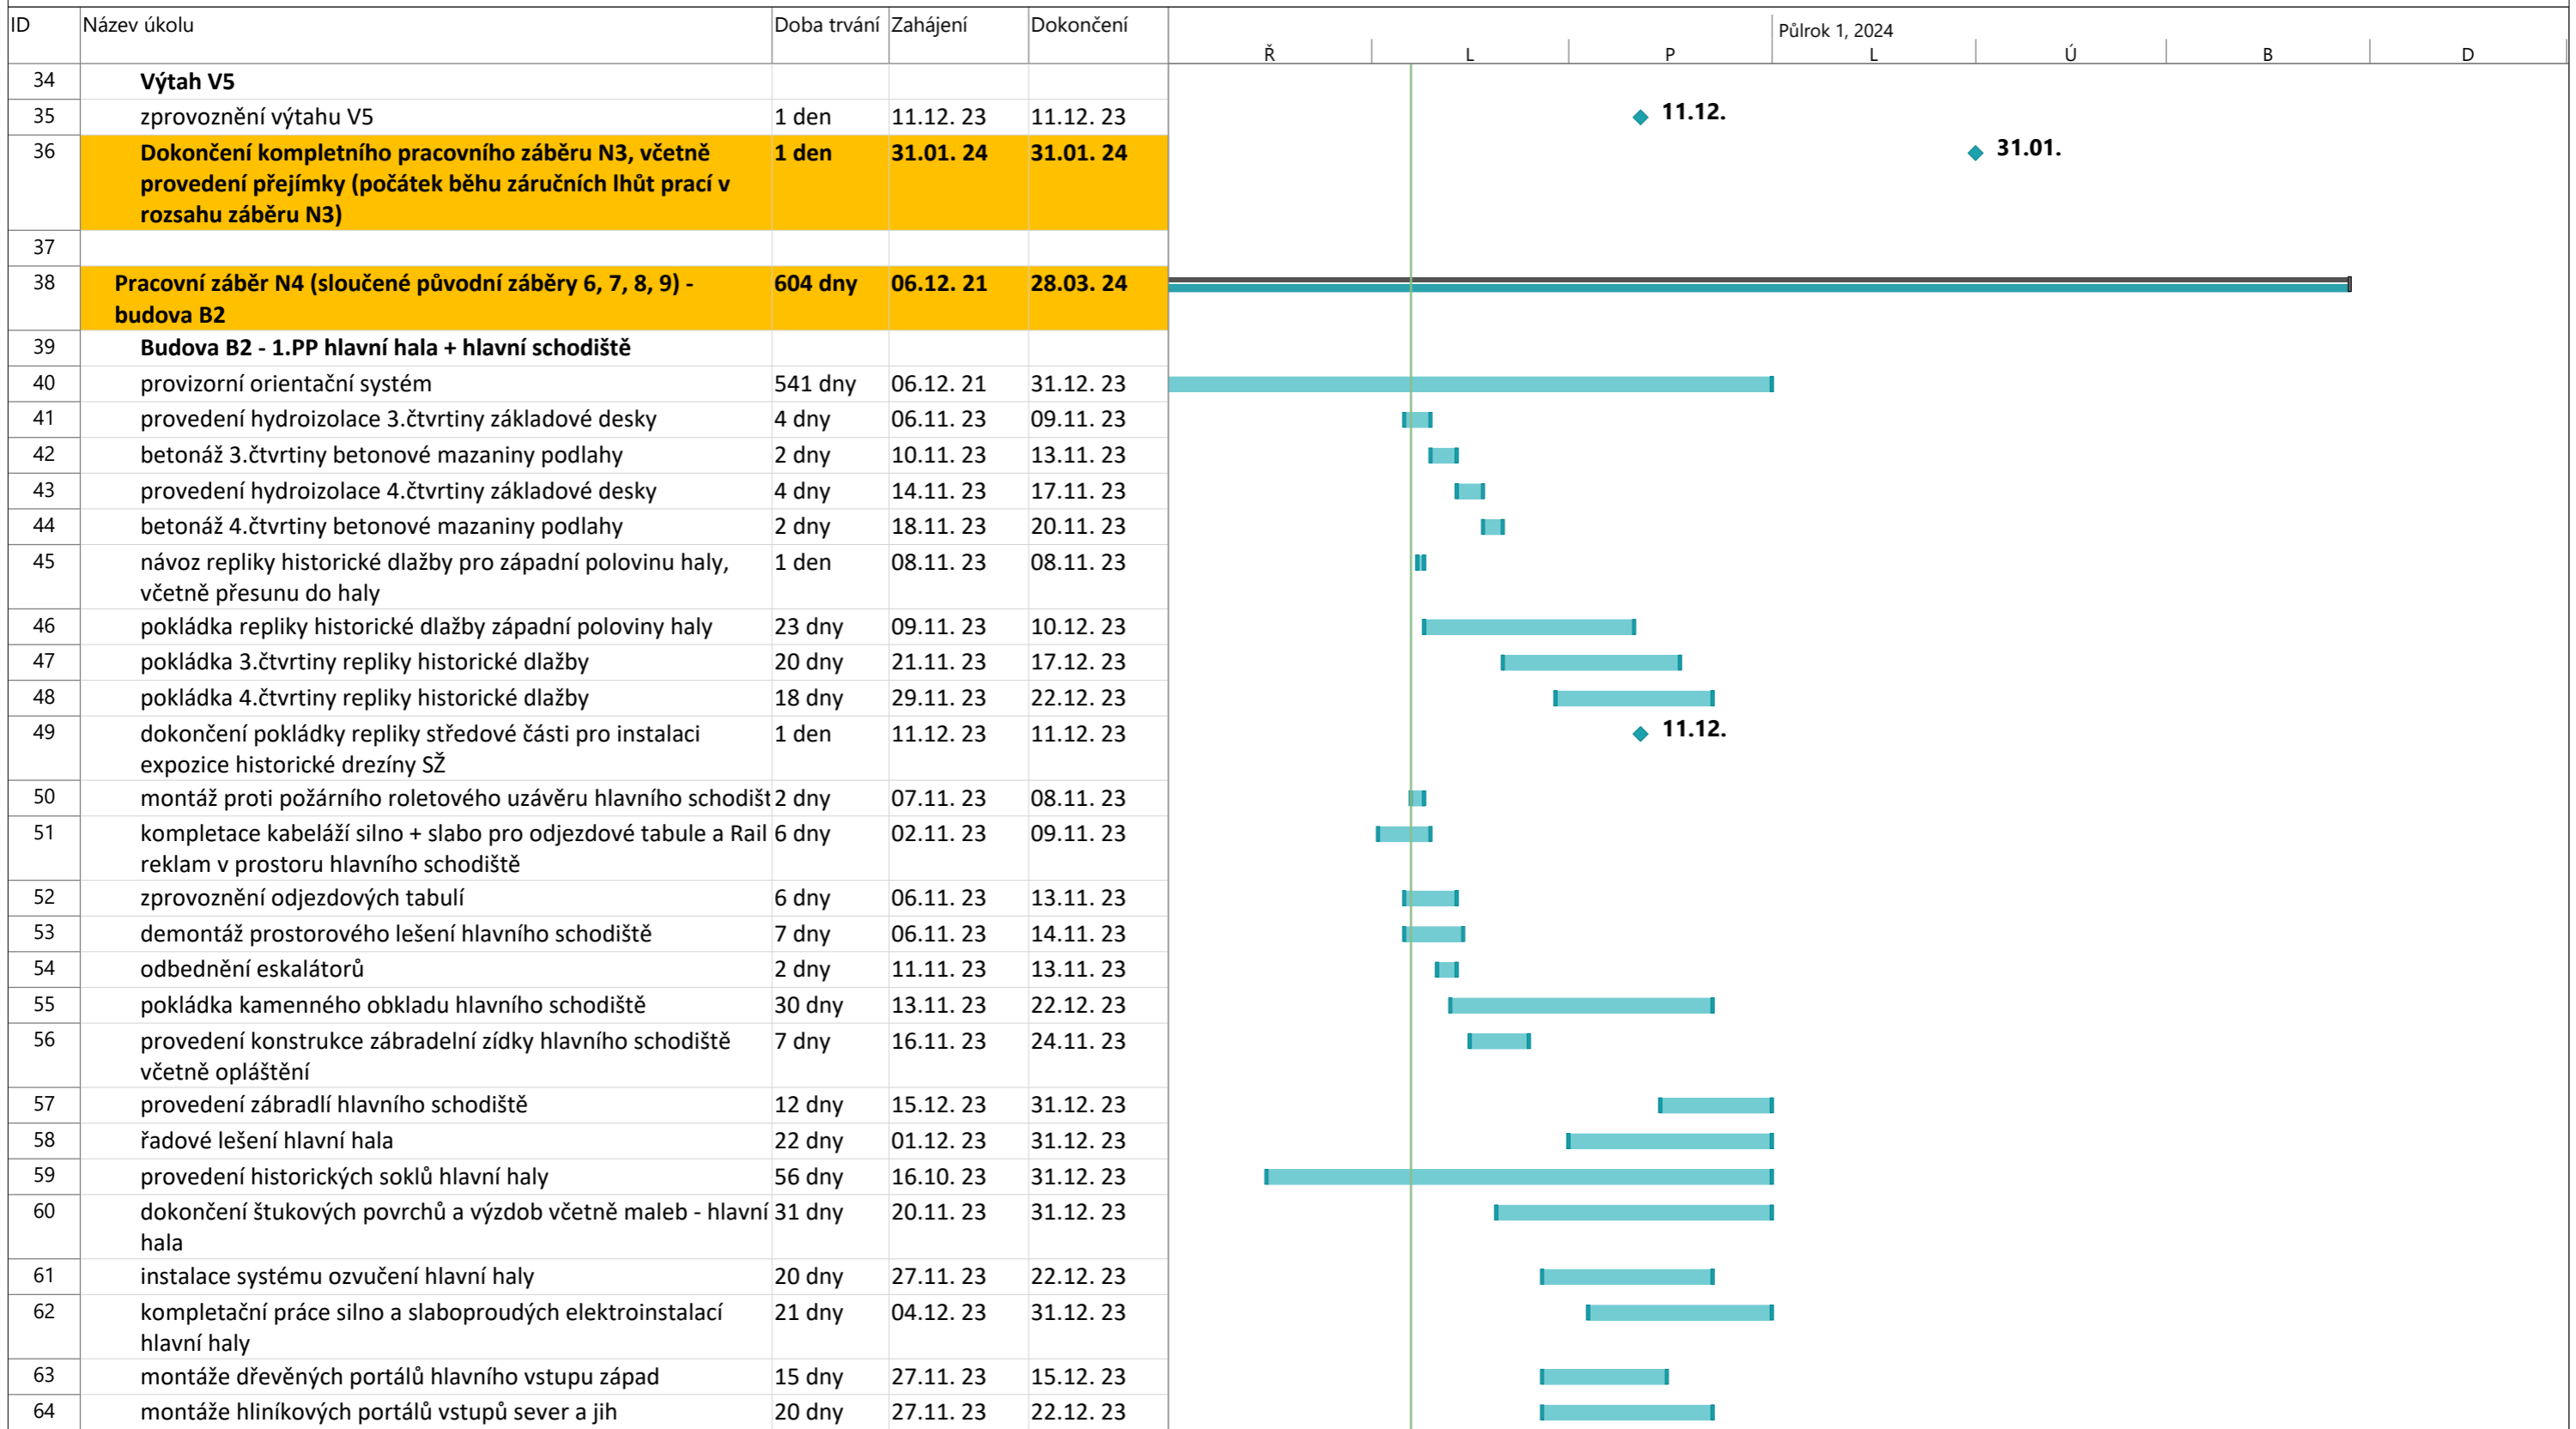 ID Název úkolu Doba trvání Zahájení Dokončení Půlrok 1, 2024
Ř L P L Ú B D
34 Výtah V5
35 zprovoznění výtahu V5 1 den 11.12. 23 11.12. 23 11.12.
36 Dokončení kompletního pracovního záběru N3, včetně 1 den 31.01. 24 31.01. 24 31.01.
provedení přejímky (počátek běhu záručních lhůt prací v
rozsahu záběru N3)
37
38 Pracovní záběr N4 (sloučené původní záběry 6, 7, 8, 9) - 604 dny 06.12. 21 28.03. 24
budova B2
39 Budova B2 - 1.PP hlavní hala + hlavní schodiště
40 provizorní orientační systém 541 dny 06.12. 21 31.12. 23
41 provedení hydroizolace 3.čtvrtiny základové desky 4 dny 06.11. 23 09.11. 23
42 betonáž 3.čtvrtiny betonové mazaniny podlahy 2 dny 10.11. 23 13.11. 23
43 provedení hydroizolace 4.čtvrtiny základové desky 4 dny 14.11. 23 17.11. 23
44 betonáž 4.čtvrtiny betonové mazaniny podlahy 2 dny 18.11. 23 20.11. 23
45 návoz repliky historické dlažby pro západní polovinu haly, 1 den 08.11. 23 08.11. 23
včetně přesunu do haly
46 pokládka repliky historické dlažby západní poloviny haly 23 dny 09.11. 23 10.12. 23
47 pokládka 3.čtvrtiny repliky historické dlažby 20 dny 21.11. 23 17.12. 23
48 pokládka 4.čtvrtiny repliky historické dlažby 18 dny 29.11. 23 22.12. 23
49 dokončení pokládky repliky středové části pro instalaci 1 den 11.12. 23 11.12. 23 11.12.
expozice historické drezíny SŽ
50 montáž proti požárního roletového uzávěru hlavního schodišt 2 dny 07.11. 23 08.11. 23
51 kompletace kabeláží silno + slabo pro odjezdové tabule a Rail 6 dny 02.11. 23 09.11. 23
reklam v prostoru hlavního schodiště
52 zprovoznění odjezdových tabulí 6 dny 06.11. 23 13.11. 23
53 demontáž prostorového lešení hlavního schodiště 7 dny 06.11. 23 14.11. 23
54 odbednění eskalátorů 2 dny 11.11. 23 13.11. 23
55 pokládka kamenného obkladu hlavního schodiště 30 dny 13.11. 23 22.12. 23
56 provedení konstrukce zábradelní zídky hlavního schodiště 7 dny 16.11. 23 24.11. 23
včetně opláštění
57 provedení zábradlí hlavního schodiště 12 dny 15.12. 23 31.12. 23
58 řadové lešení hlavní hala 22 dny 01.12. 23 31.12. 23
59 provedení historických soklů hlavní haly 56 dny 16.10. 23 31.12. 23
60 dokončení štukových povrchů a výzdob včetně maleb - hlavní 31 dny 20.11. 23 31.12. 23
hala
61 instalace systému ozvučení hlavní haly 20 dny 27.11. 23 22.12. 23
62 kompletační práce silno a slaboproudých elektroinstalací 21 dny 04.12. 23 31.12. 23
hlavní haly
63 montáže dřevěných portálů hlavního vstupu západ 15 dny 27.11. 23 15.12. 23
64 montáže hliníkových portálů vstupů sever a jih 20 dny 27.11. 23 22.12. 23